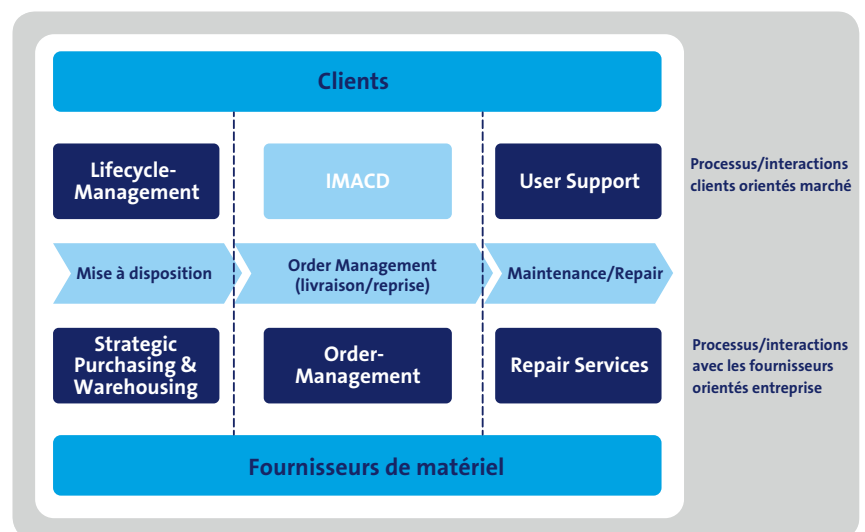 Clients
Lifecycle-
Management
IMACD
User Support
Processus/interactions
clients orientés marché
Mise à disposition
Order Management
(livraison/reprise)
Maintenance/Repair
Strategic
Purchasing &
Warehousing
Order-
Management
Repair Services
Processus/interactions
avec les fournisseurs
orientés entreprise
Fournisseurs de matériel